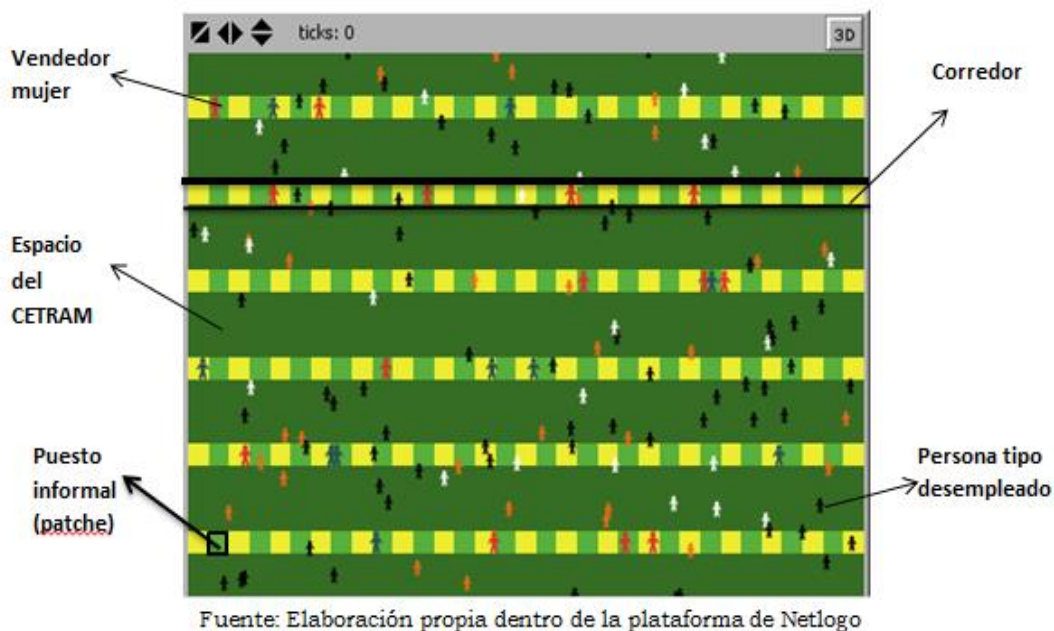 ticks: 0
3D
Vendedor
mujer
Corredor
Espacio
del
CETRAM
Puesto
informal
(patche)
Persona tipo
desempleado
Fuente: Elaboración propia dentro de la plataforma de Netlogo